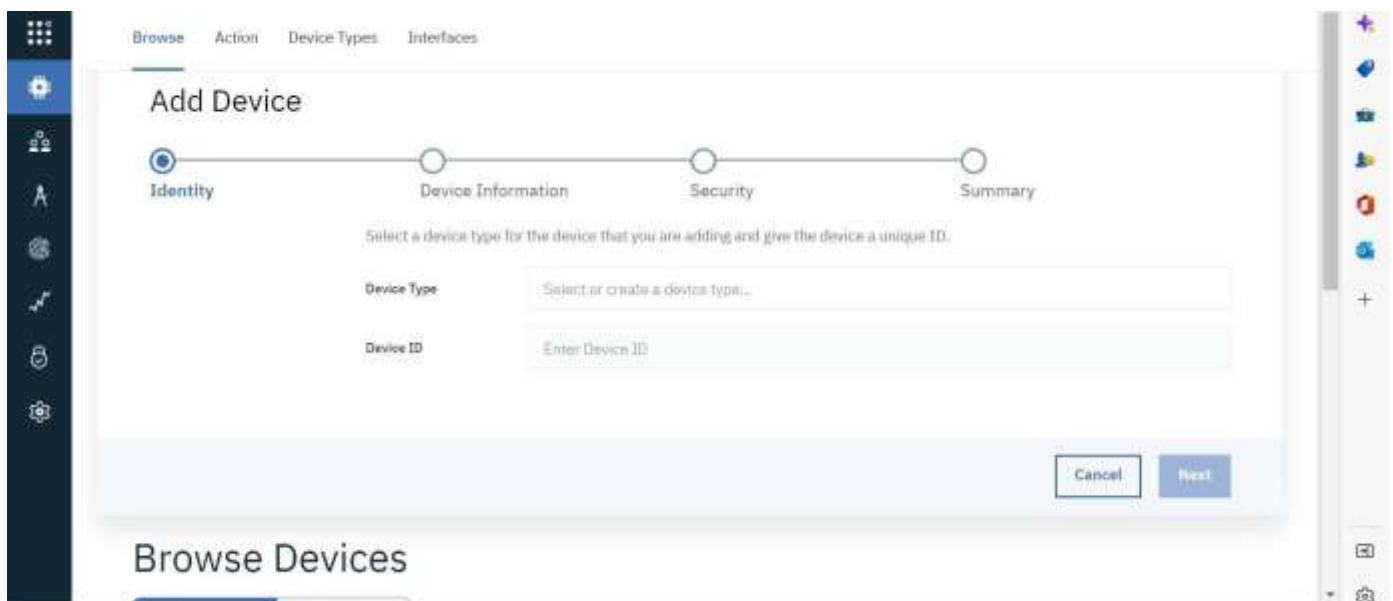 Browse Action Device Types Interfaces
Add Device
Identity Device Information Security Summary
Select a device type for the device that you are adding and give the device a unique ID.
Device Type Select or create a device type...
Device ID Enter Device ID
Cancel Next
Browse Devices